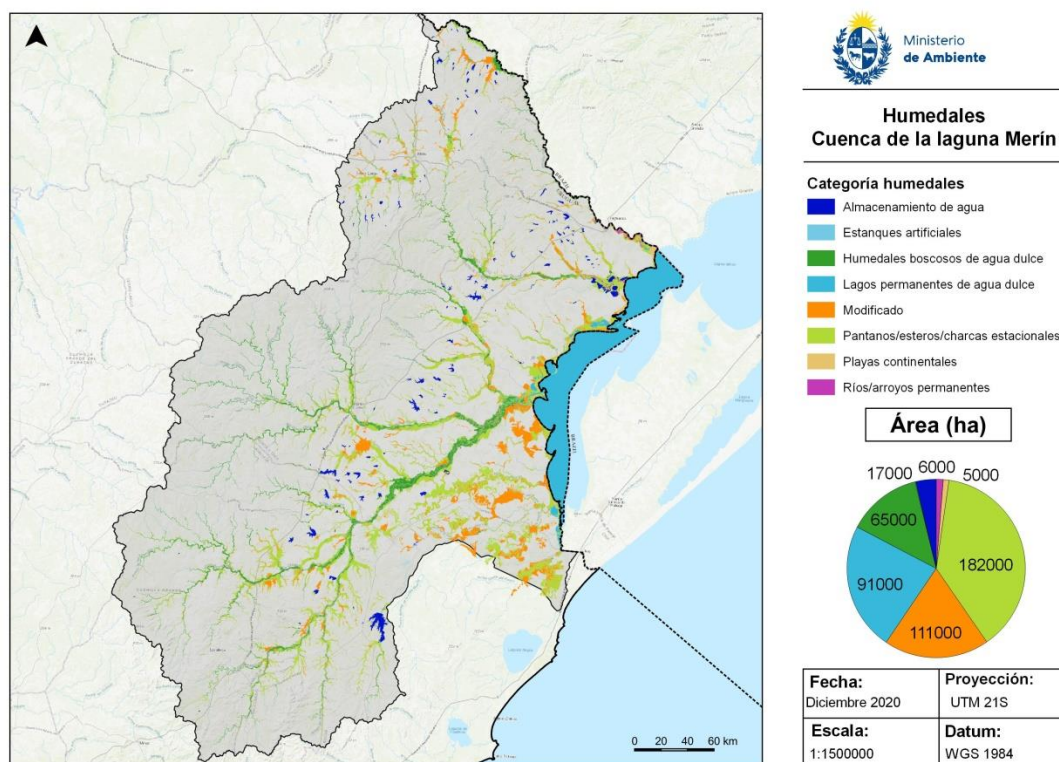 Ministerio
de Ambiente
Humedales
Cuenca de la laguna Merín
Categoría humedales
Almacenamiento de agua
Estanques artificiales
Humedales boscosos de agua dulce
Lagos permanentes de agua dulce
Modificado
Pantanos/esteros/charcas estacionales
Playas continentales
Ríos/arroyos permanentes
Área (ha)
17000
6000
5000
65000
182000
91000
111000
Fecha:
Diciembre 2020
Proyección:
UTM 21S
Escala:
1:1500000
Datum:
WGS 1984
0 20 40 60 km